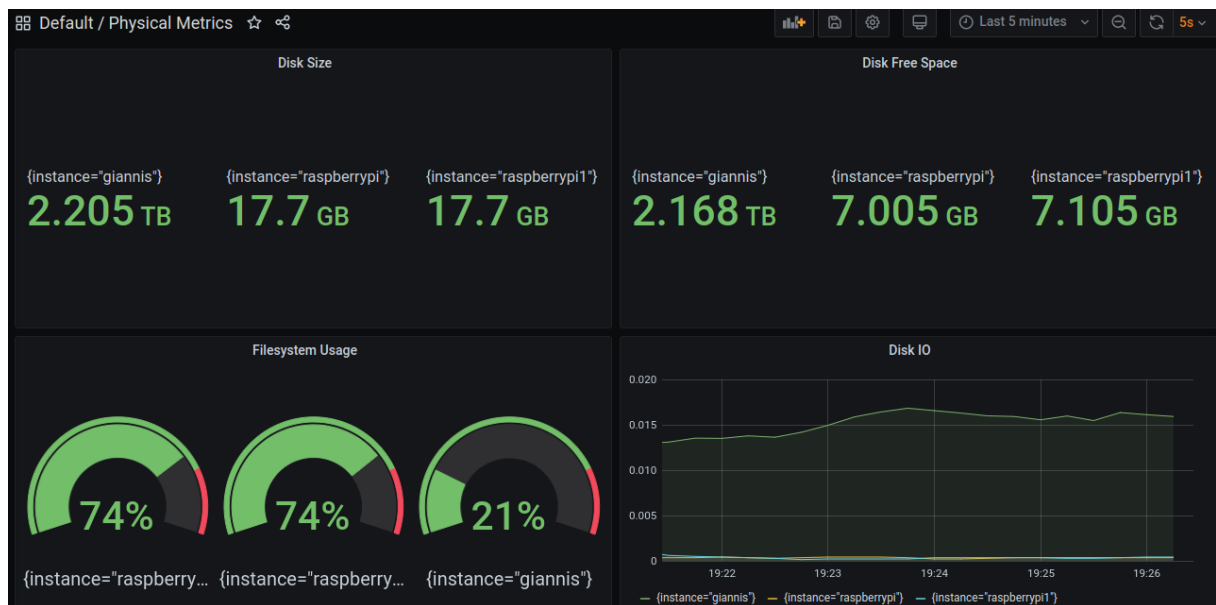 Default / Physical Metrics
Last 5 minutes
5s
Disk Size
{instance="giannis"} {instance="raspberrypi"} {instance="raspberrypi1"}
2.205 TB 17.7 GB 17.7 GB
Disk Free Space
{instance="giannis"} {instance="raspberrypi"} {instance="raspberrypi1"}
2.168 TB 7.005 GB 7.105 GB
Filesystem Usage
74% 74% 21%
{instance="raspberry... {instance="raspberry... {instance="giannis"}
Disk IO
0.020
0.015
0.010
0.005
0
19:22 19:23 19:24 19:25 19:26
{instance="giannis"} {instance="raspberrypi"} {instance="raspberrypi1"}